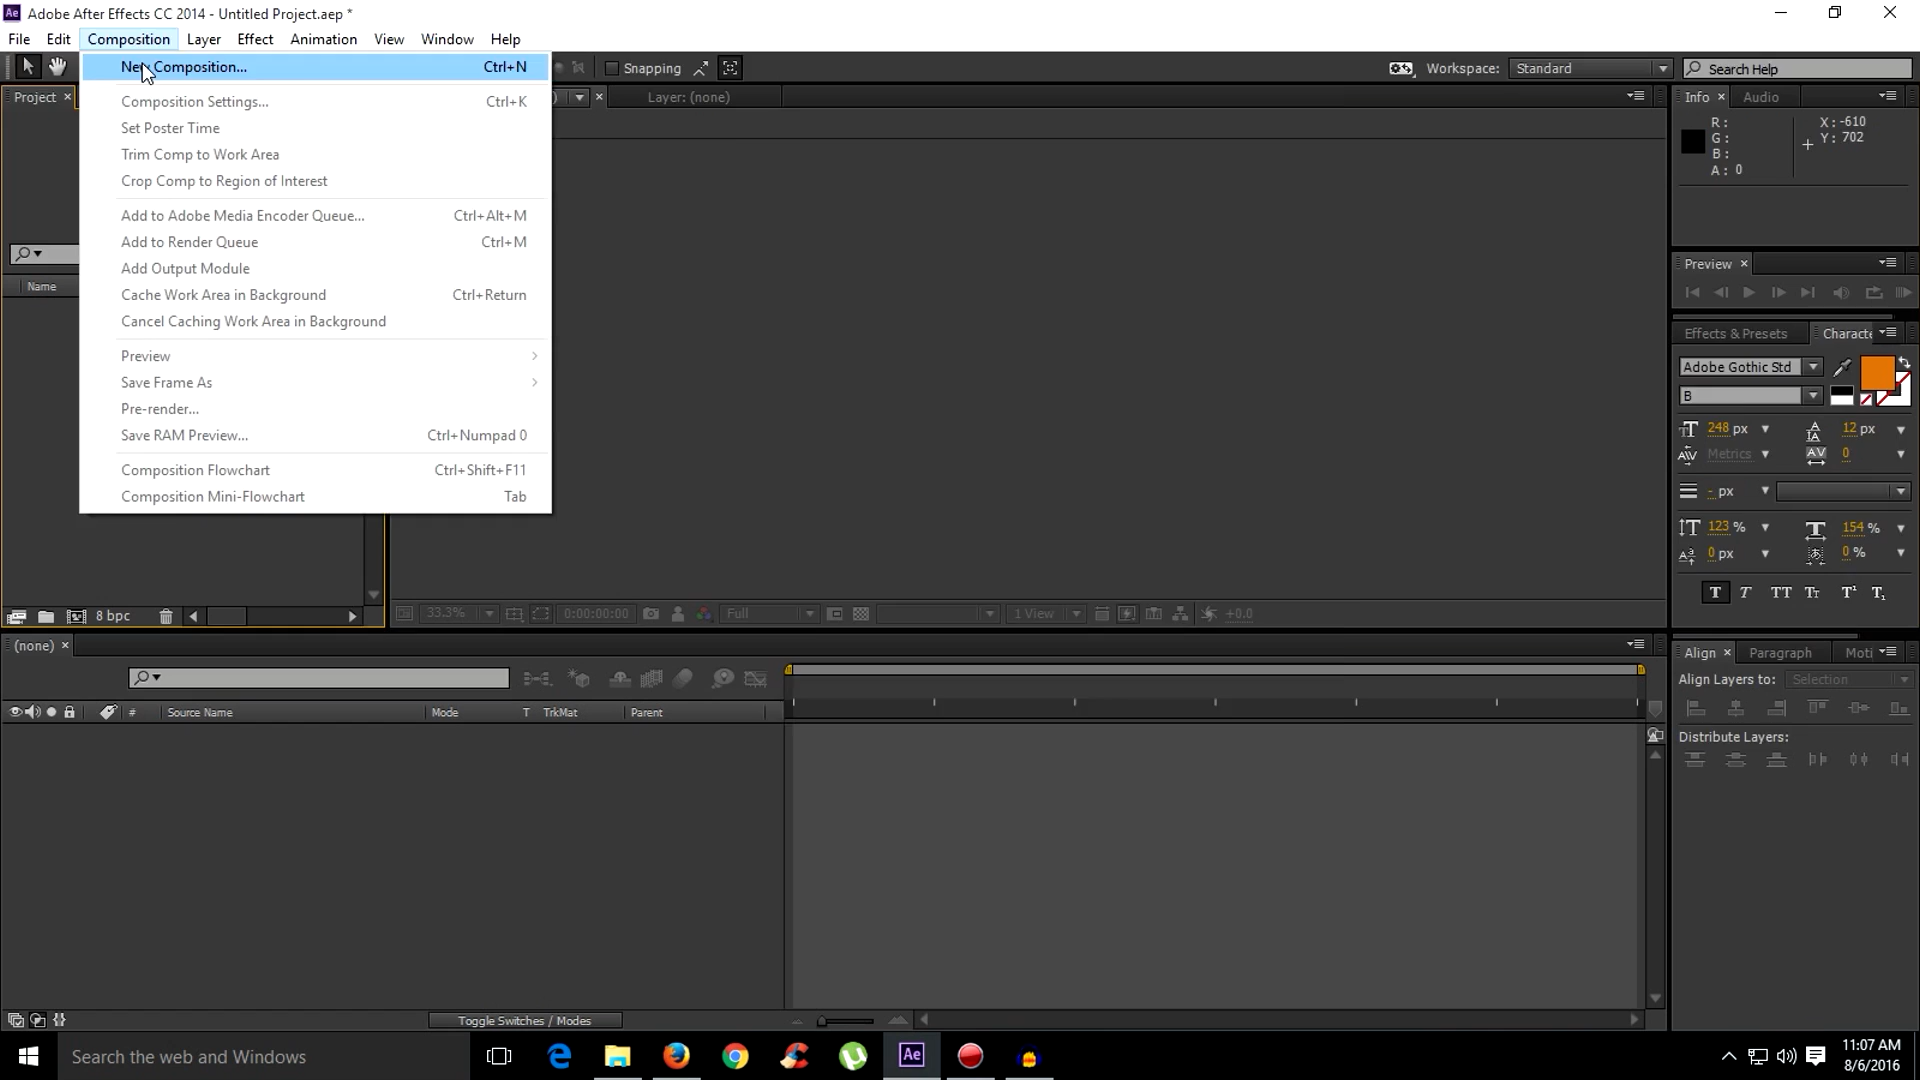 Adobe After Effects CC 2014 - Untitled Project.aep *
File Edit Composition Layer Effect Animation View Window Help
Snapping
Workspace: Standard
Search Help
New Composition... Ctrl+N
Composition Settings... Ctrl+K
Set Poster Time
Trim Comp to Work Area
Crop Comp to Region of Interest
Add to Adobe Media Encoder Queue... Ctrl+Alt+M
Add to Render Queue Ctrl+M
Add Output Module
Cache Work Area in Background Ctrl+Return
Cancel Caching Work Area in Background
Preview
Save Frame As
Pre-render...
Save RAM Preview... Ctrl+Numpad 0
Composition Flowchart Ctrl+Shift+F11
Composition Mini-Flowchart Tab
Project
Name
8 bpc
Layer: (none)
33.3% 0:00:00:00 Full 1 View +0.0
Info Audio
R: X: -610
G: Y: 702
B:
A: 0
Preview
Effects & Presets Characte
Adobe Gothic Std
B
248 px 12 px
Metrics 0
- px
123 % 154 %
0 px 0 %
T T TT Tt T¹ T₁
Align Paragraph Moti
Align Layers to: Selection
Distribute Layers:
(none)
# Source Name Mode T TrkMat Parent
Toggle Switches / Modes
Search the web and Windows
Ae
11:07 AM
8/6/2016